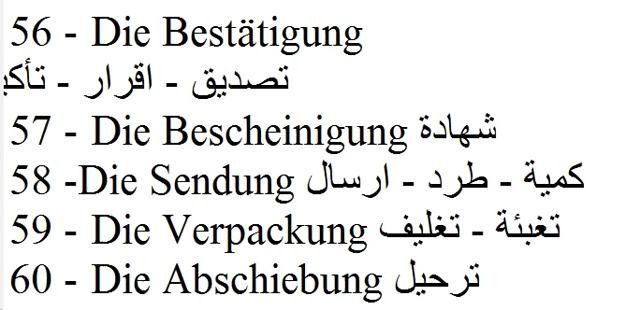 56 - Die Bestätigung
تصديق - اقرار -
57 - Die Bescheinigung شهادة
58 -Die Sendung كمية - طرد - ارسال
59 - Die Verpackung تغبئة - تغليف
60 - Die Abschiebung ترحيل